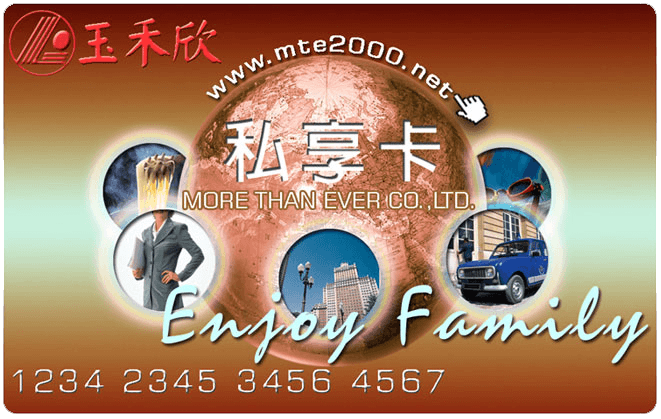 玉禾欣
www.mte2000.net
私享卡
MORE THAN EVER CO.,LTD.
Enjoy Family
1234 2345 3456 4567